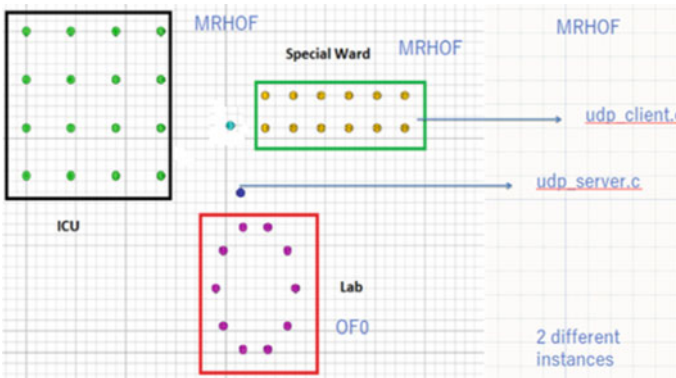 MRHOF
MRHOF
Special Ward
MRHOF
udp_client.c
udp_server.c
ICU
Lab
OF0
2 different
instances